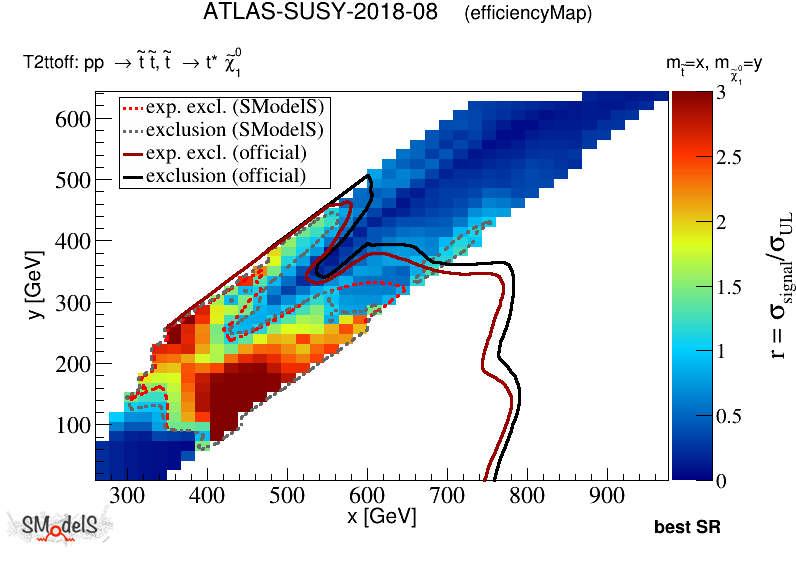 ATLAS-SUSY-2018-08 (efficiencyMap)
T2ttoff: pp → t̃ t̃, t̃ → t* χ̃⁰₁
m_t̃=x, m_χ̃⁰₁=y
exp. excl. (SModelS)
exclusion (SModelS)
exp. excl. (official)
exclusion (official)
600
500
400
300
200
100
y [GeV]
300 400 500 600 700 800 900
x [GeV]
3
2.5
2
1.5
1
0.5
0
r = σ_signal/σ_UL
SModelS
best SR